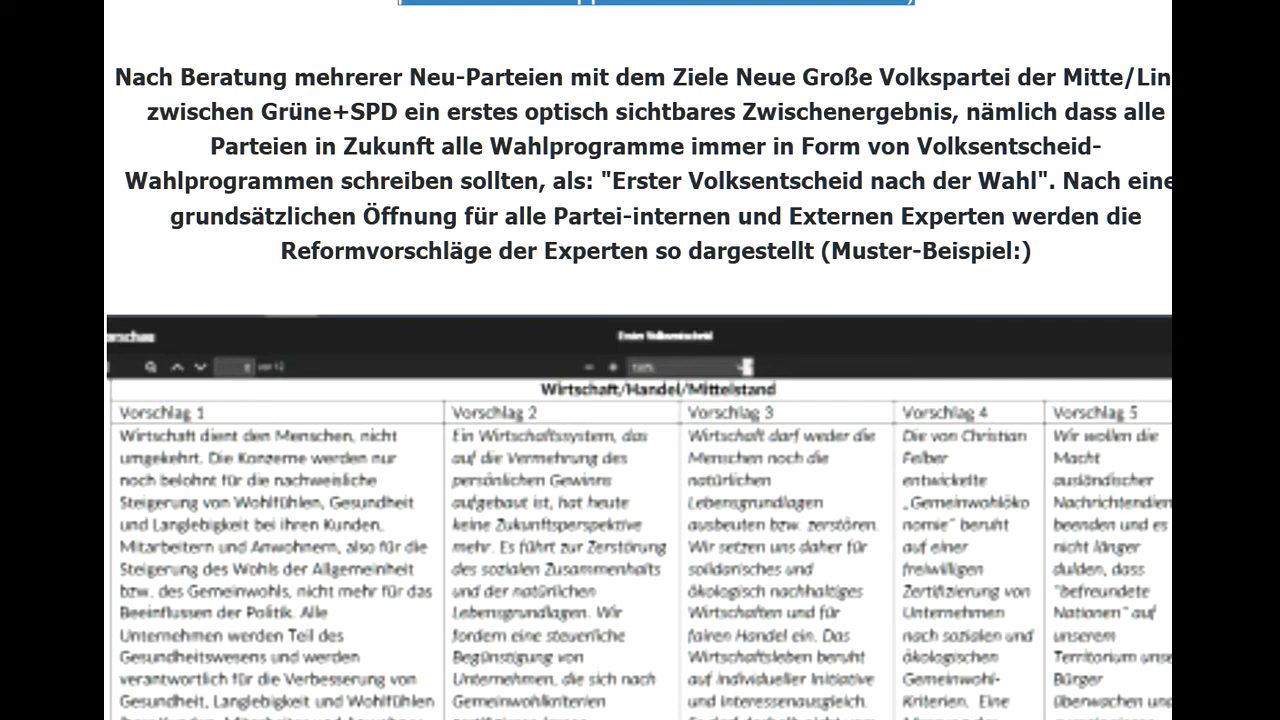 Nach Beratung mehrerer Neu-Parteien mit dem Ziele Neue Große Volkspartei der Mitte/Lin
zwischen Grüne+SPD ein erstes optisch sichtbares Zwischenergebnis, nämlich dass alle
Parteien in Zukunft alle Wahlprogramme immer in Form von Volksentscheid-
Wahlprogrammen schreiben sollten, als: "Erster Volksentscheid nach der Wahl". Nach eine
grundsätzlichen Öffnung für alle Partei-internen und Externen Experten werden die
Reformvorschläge der Experten so dargestellt (Muster-Beispiel:)
Erster Volksentscheid
Wirtschaft/Handel/Mittelstand
Vorschlag 1
Wirtschaft dient den Menschen, nicht
umgekehrt. Die Konzerne werden nur
noch belohnt für die nachweisliche
Steigerung von Wohlfühlen, Gesundheit
und Langlebigkeit bei ihren Kunden,
Mitarbeitern und Anwohnern, also für die
Steigerung des Wohls der Allgemeinheit
bzw. des Gemeinwohls, nicht mehr für das
Beeinflussen der Politik. Alle
Unternehmen werden Teil des
Gesundheitswesens und werden
verantwortlich für die Verbesserung von
Gesundheit, Langlebigkeit und Wohlfühlen
Vorschlag 2
Ein Wirtschaftssystem, das
auf die Vermehrung des
persönlichen Gewinns
aufgebaut ist, hat heute
keine Zukunftsperspektive
mehr. Es führt zur Zerstörung
des sozialen Zusammenhalts
und der natürlichen
Lebensgrundlagen. Wir
fordern eine steuerliche
Begünstigung von
Unternehmen, die sich nach
Gemeinwohlkriterien
Vorschlag 3
Wirtschaft darf weder die
Menschen noch die
natürlichen
Lebensgrundlagen
ausbeuten bzw. zerstören.
Wir setzen uns daher für
solidarisches und
ökologisch nachhaltiges
Wirtschaften und für
fairen Handel ein. Das
Wirtschaftsleben beruht
auf individueller Initiative
und Interessenausgleich.
Vorschlag 4
Die von Christian
Felber
entwickelte
„Gemeinwohlöko
nomie" beruht
auf einer
freiwilligen
Zertifizierung von
Unternehmen
nach sozialen und
ökologischen
Gemeinwohl-
Kriterien. Eine
Vorschlag 5
Wir wollen die
Macht
ausländischer
Nachrichtendien
beenden und es
nicht länger
dulden, dass
"befreundete
Nationen" auf
unserem
Territorium unse
Bürger
überwachen und